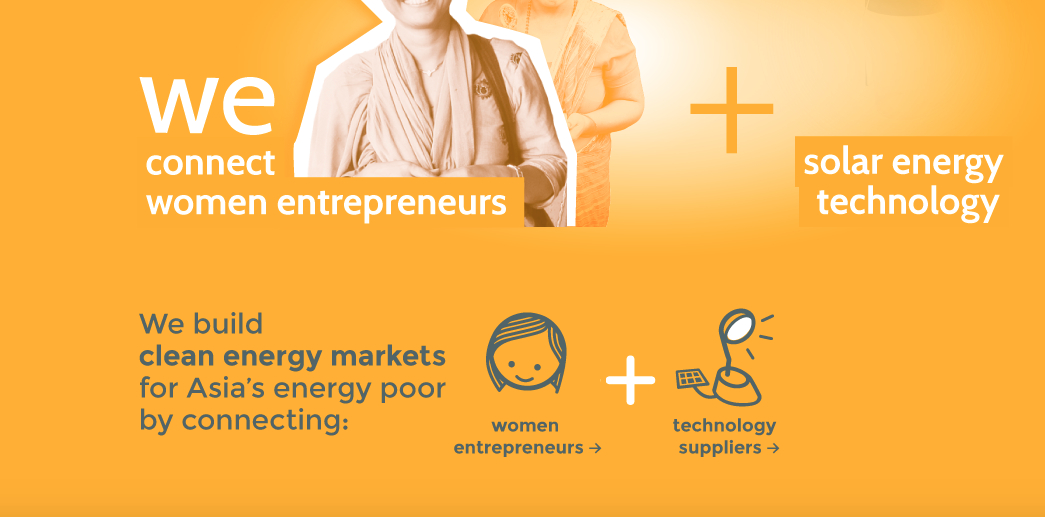 we
connect
women entrepreneurs
+
solar energy
technology
We build
clean energy markets
for Asia's energy poor
by connecting:
women
entrepreneurs →
+
technology
suppliers →